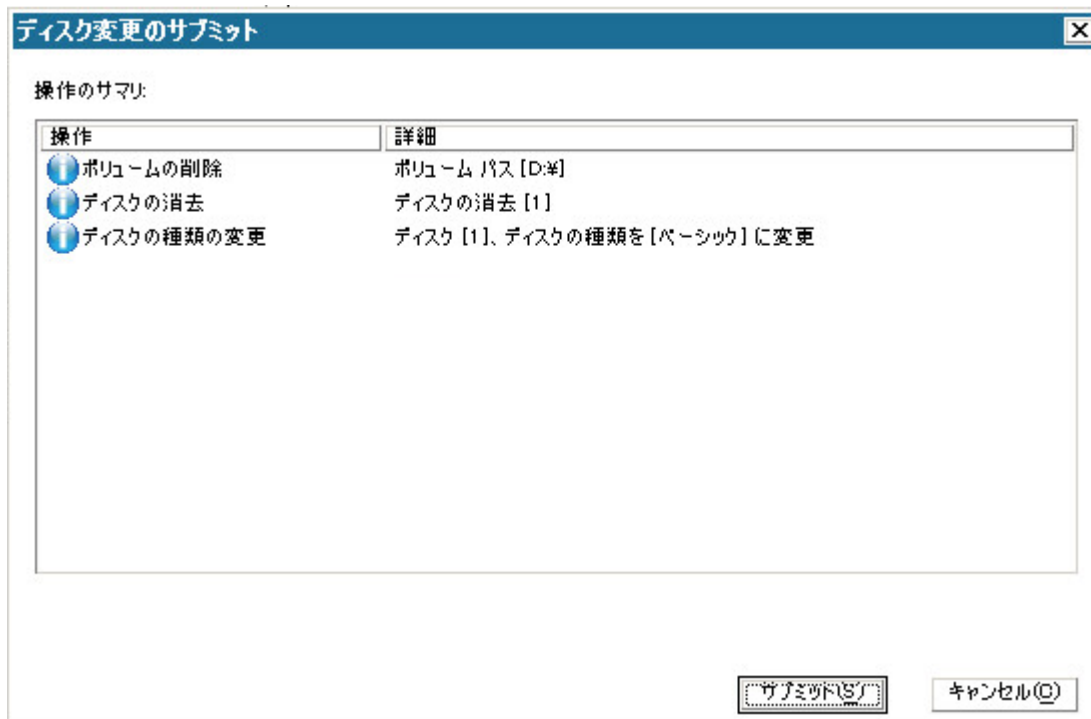 ディスク変更のサブミット
操作のサマリ:
操作 詳細
ボリュームの削除 ボリューム パス [D:¥]
ディスクの消去 ディスクの消去 [1]
ディスクの種類の変更 ディスク [1]、ディスクの種類を [ベーシック] に変更
サブミット(S) キャンセル(C)